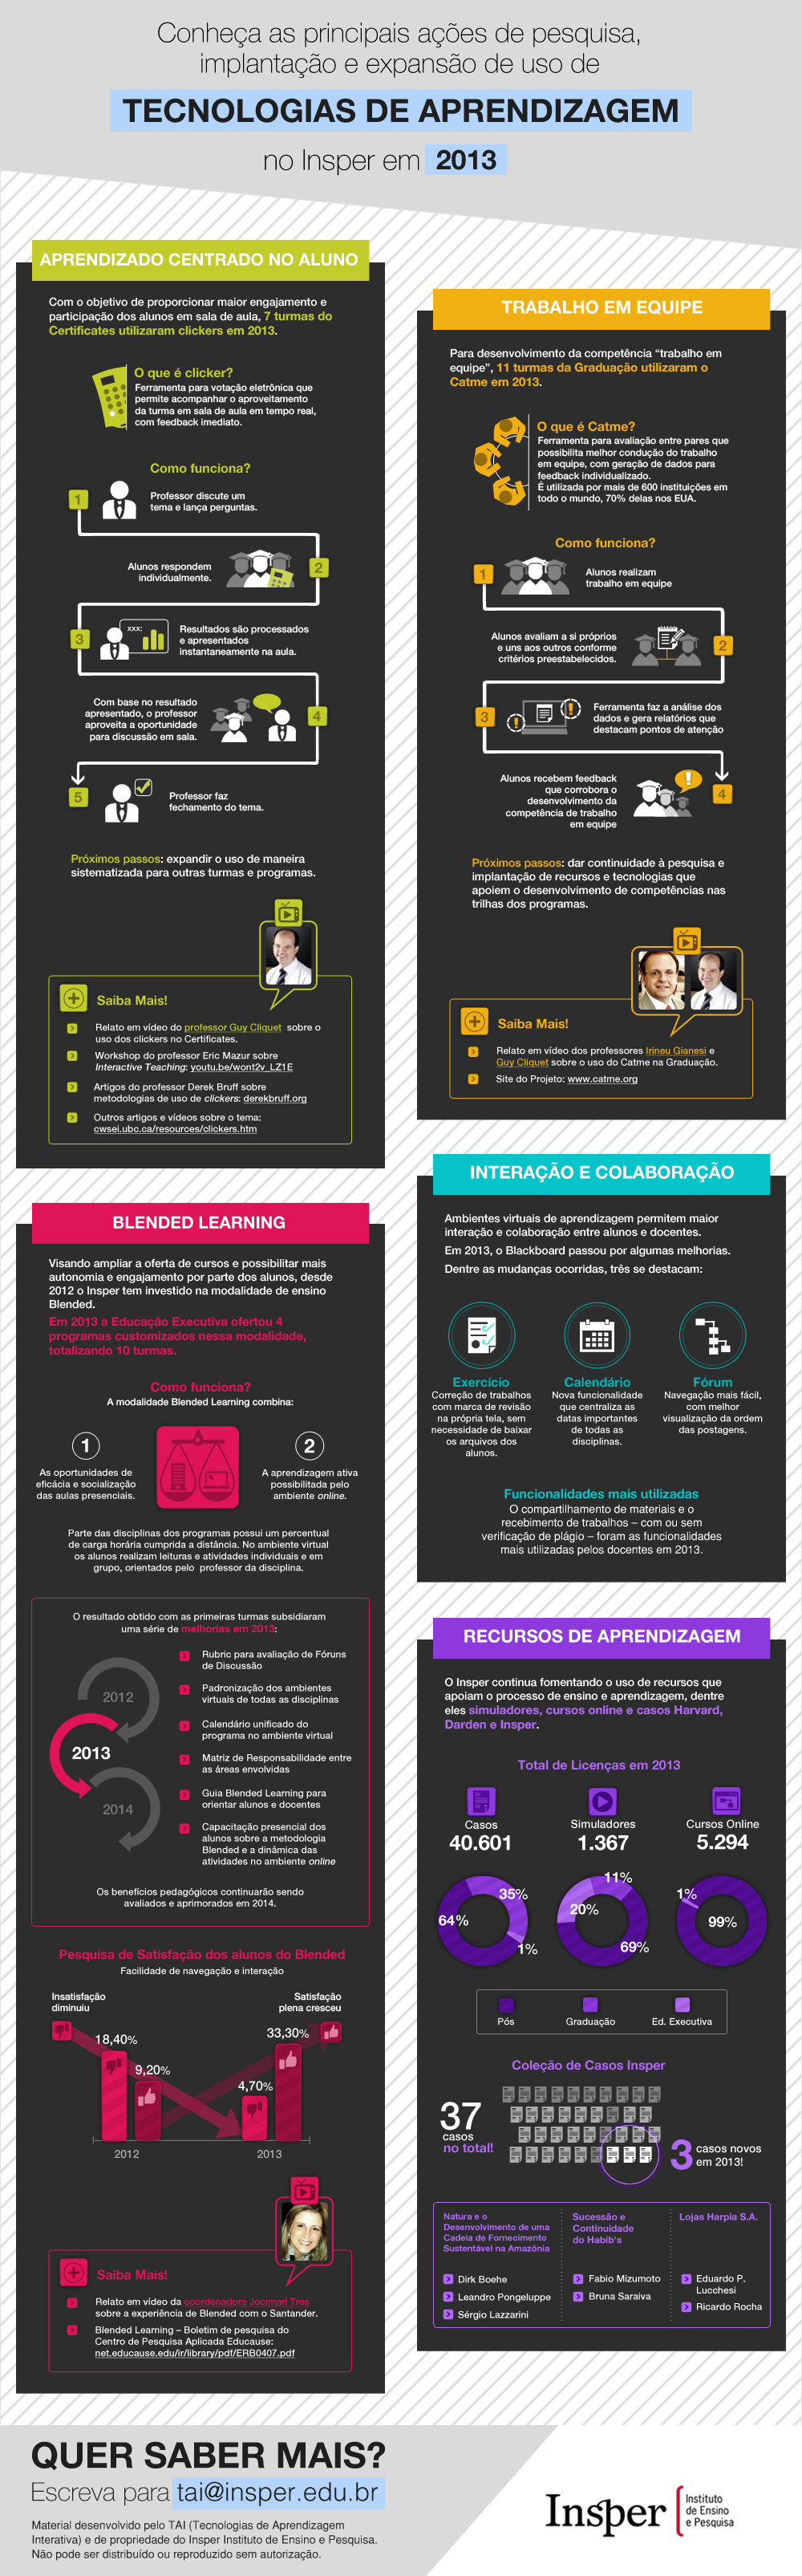 Conheça as principais ações de pesquisa,
implantação e expansão de uso de
TECNOLOGIAS DE APRENDIZAGEM
no Insper em 2013
APRENDIZADO CENTRADO NO ALUNO
Com o objetivo de proporcionar maior engajamento e
participação dos alunos em sala de aula, 7 turmas do
Certificates utilizaram clickers em 2013.
O que é clicker?
Ferramenta para votação eletrônica que
permite acompanhar o aproveitamento
da turma em sala de aula em tempo real,
com feedback imediato.
Como funciona?
1
Professor discute um
tema e lança perguntas.
Alunos respondem
individualmente.
2
3
xxx:
Resultados são processados
e apresentados
instantaneamente na aula.
Com base no resultado
apresentado, o professor
aproveita a oportunidade
para discussão em sala.
4
5
Professor faz
fechamento do tema.
Próximos passos: expandir o uso de maneira
sistematizada para outras turmas e programas.
Saiba Mais!
Relato em vídeo do professor Guy Cliquet sobre o
uso dos clickers no Certificates.
Workshop do professor Eric Mazur sobre
Interactive Teaching: youtu.be/wont2v_LZ1E
Artigos do professor Derek Bruff sobre
metodologias de uso de clickers: derekbruff.org
Outros artigos e vídeos sobre o tema:
cwsei.ubc.ca/resources/clickers.htm
TRABALHO EM EQUIPE
Para desenvolvimento da competência “trabalho em
equipe”, 11 turmas da Graduação utilizaram o
Catme em 2013.
O que é Catme?
Ferramenta para avaliação entre pares que
possibilita melhor condução do trabalho
em equipe, com geração de dados para
feedback individualizado.
É utilizada por mais de 600 instituições em
todo o mundo, 70% delas nos EUA.
Como funciona?
1
Alunos realizam
trabalho em equipe
Alunos avaliam a si próprios
e uns aos outros conforme
critérios preestabelecidos.
2
3
Ferramenta faz a análise dos
dados e gera relatórios que
destacam pontos de atenção
Alunos recebem feedback
que corrobora o
desenvolvimento da
competência de trabalho
em equipe
4
Próximos passos: dar continuidade à pesquisa e
implantação de recursos e tecnologias que
apoiem o desenvolvimento de competências nas
trilhas dos programas.
Saiba Mais!
Relato em vídeo dos professores Irineu Gianesi e
Guy Cliquet sobre o uso do Catme na Graduação.
Site do Projeto: www.catme.org
BLENDED LEARNING
Visando ampliar a oferta de cursos e possibilitar mais
autonomia e engajamento por parte dos alunos, desde
2012 o Insper tem investido na modalidade de ensino
Blended.
Em 2013 a Educação Executiva ofertou 4
programas customizados nessa modalidade,
totalizando 10 turmas.
Como funciona?
A modalidade Blended Learning combina:
1
As oportunidades de
eficácia e socialização
das aulas presenciais.
2
A aprendizagem ativa
possibilitada pelo
ambiente online.
Parte das disciplinas dos programas possui um percentual
de carga horária cumprida a distância. No ambiente virtual
os alunos realizam leituras e atividades individuais e em
grupo, orientados pelo professor da disciplina.
O resultado obtido com as primeiras turmas subsidiaram
uma série de melhorias em 2013:
2012
2013
2014
Rubric para avaliação de Fóruns
de Discussão
Padronização dos ambientes
virtuais de todas as disciplinas
Calendário unificado do
programa no ambiente virtual
Matriz de Responsabilidade entre
as áreas envolvidas
Guia Blended Learning para
orientar alunos e docentes
Capacitação presencial dos
alunos sobre a metodologia
Blended e a dinâmica das
atividades no ambiente online
Os benefícios pedagógicos continuarão sendo
avaliados e aprimorados em 2014.
Pesquisa de Satisfação dos alunos do Blended
Facilidade de navegação e interação
Insatisfação
diminuiu
Satisfação
plena cresceu
18,40%
9,20%
4,70%
33,30%
2012
2013
Saiba Mais!
Relato em vídeo da coordenadora Jocimari Tres
sobre a experiência de Blended com o Santander.
Blended Learning – Boletim de pesquisa do
Centro de Pesquisa Aplicada Educause:
net.educause.edu/ir/library/pdf/ERB0407.pdf
INTERAÇÃO E COLABORAÇÃO
Ambientes virtuais de aprendizagem permitem maior
interação e colaboração entre alunos e docentes.
Em 2013, o Blackboard passou por algumas melhorias.
Dentre as mudanças ocorridas, três se destacam:
Exercício
Correção de trabalhos
com marca de revisão
na própria tela, sem
necessidade de baixar
os arquivos dos
alunos.
Calendário
Nova funcionalidade
que centraliza as
datas importantes
de todas as
disciplinas.
Fórum
Navegação mais fácil,
com melhor
visualização da ordem
das postagens.
Funcionalidades mais utilizadas
O compartilhamento de materiais e o
recebimento de trabalhos – com ou sem
verificação de plágio – foram as funcionalidades
mais utilizadas pelos docentes em 2013.
RECURSOS DE APRENDIZAGEM
O Insper continua fomentando o uso de recursos que
apoiam o processo de ensino e aprendizagem, dentre
eles simuladores, cursos online e casos Harvard,
Darden e Insper.
Total de Licenças em 2013
Casos
40.601
Simuladores
1.367
Cursos Online
5.294
64%
35%
1%
11%
20%
69%
1%
99%
Pós
Graduação
Ed. Executiva
Coleção de Casos Insper
37
casos
no total!
3 casos novos
em 2013!
Natura e o
Desenvolvimento de uma
Cadeia de Fornecimento
Sustentável na Amazônia
Dirk Boehe
Leandro Pongeluppe
Sérgio Lazzarini
Sucessão e
Continuidade
do Habib's
Fabio Mizumoto
Bruna Saraiva
Lojas Harpia S.A.
Eduardo P.
Lucchesi
Ricardo Rocha
QUER SABER MAIS?
Escreva para tai@insper.edu.br
Material desenvolvido pelo TAI (Tecnologias de Aprendizagem
Interativa) e de propriedade do Insper Instituto de Ensino e Pesquisa.
Não pode ser distribuído ou reproduzido sem autorização.
Insper
Instituto
de Ensino
e Pesquisa